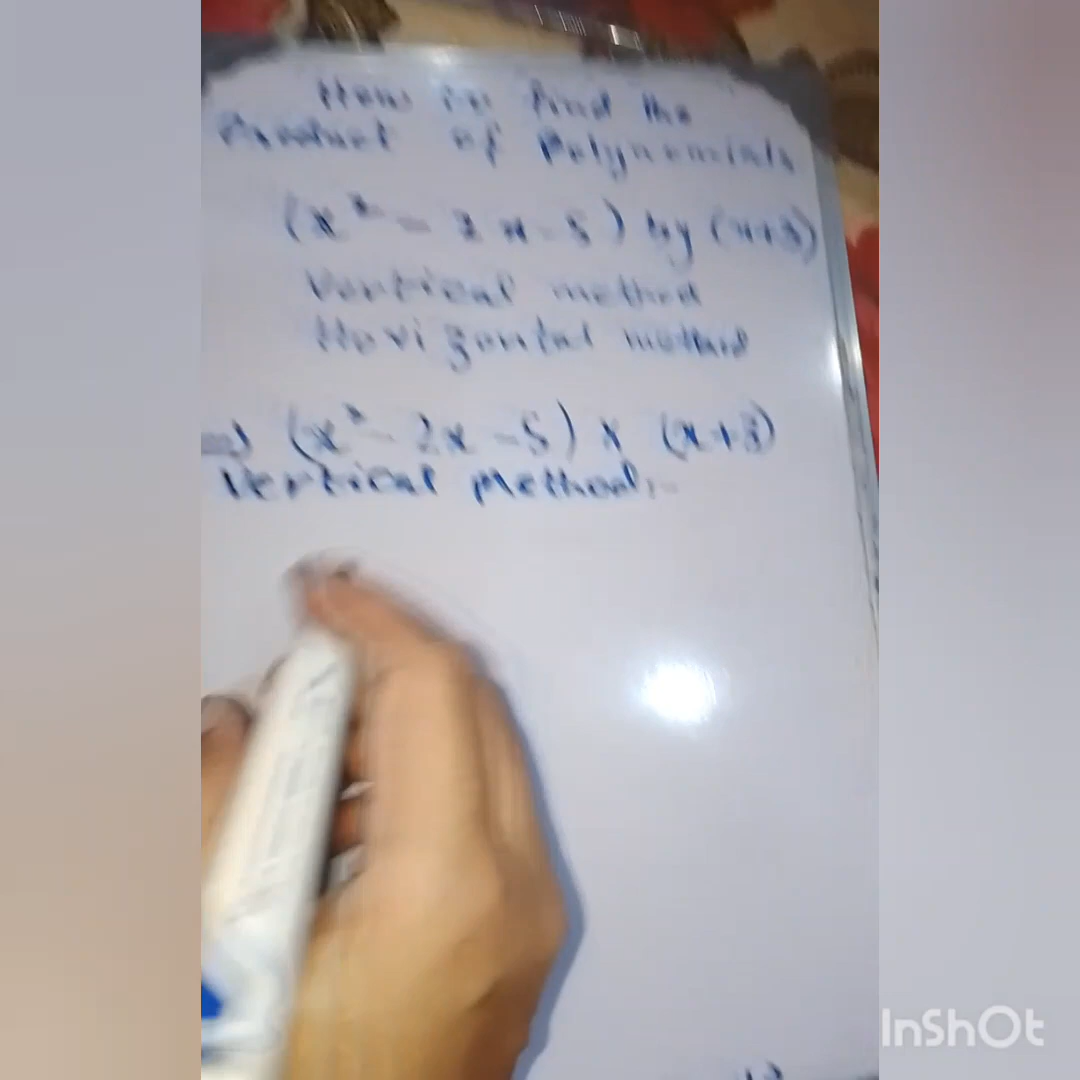 How to find the
Product of Polynomials
(x² - 2x - 5) by (x+3)
Vertical method
Horizontal method
=> (x² - 2x - 5) × (x+3)
Vertical Method:-
InShOt